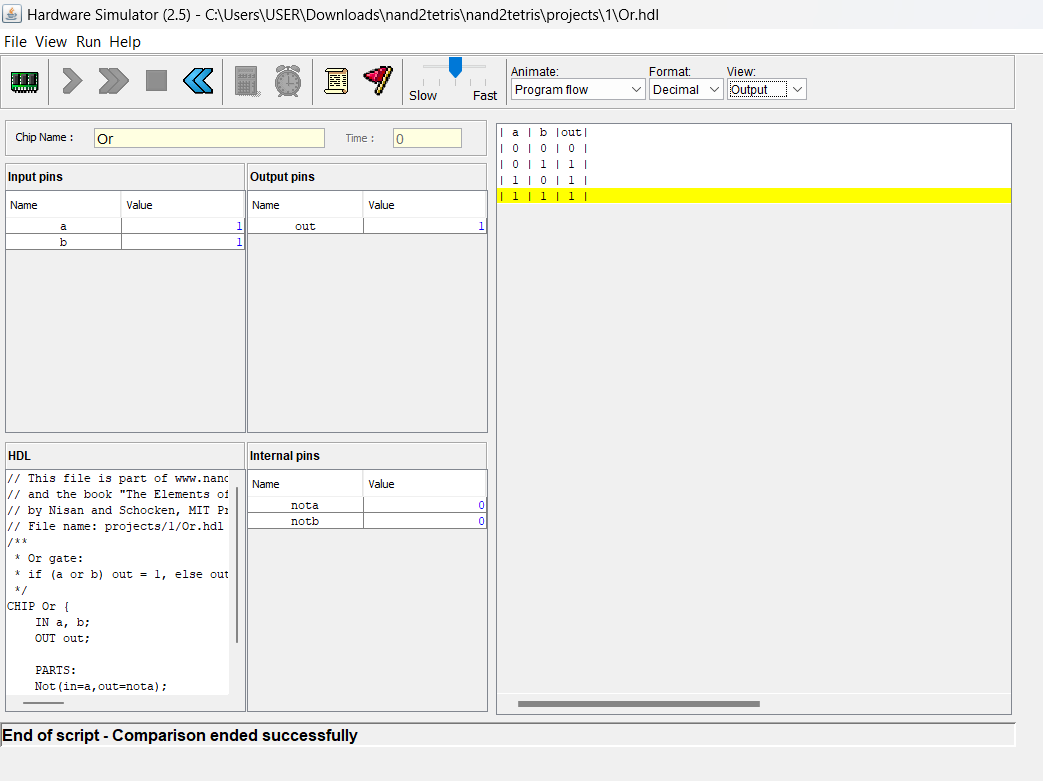 Hardware Simulator (2.5) - C:\Users\USER\Downloads\nand2tetris\nand2tetris\projects\1\Or.hdl
File View Run Help
Slow Fast
Animate: Format: View:
Program flow Decimal Output
Chip Name : Or Time : 0
Input pins
Name Value
a 1
b 1
Output pins
Name Value
out 1
| a | b |out|
| 0 | 0 | 0 |
| 0 | 1 | 1 |
| 1 | 0 | 1 |
| 1 | 1 | 1 |
HDL
// This file is part of www.nand
// and the book "The Elements of
// by Nisan and Schocken, MIT Pr
// File name: projects/1/Or.hdl
/**
* Or gate:
* if (a or b) out = 1, else out
*/
CHIP Or {
IN a, b;
OUT out;
PARTS:
Not(in=a,out=nota);
Internal pins
Name Value
nota 0
notb 0
End of script - Comparison ended successfully